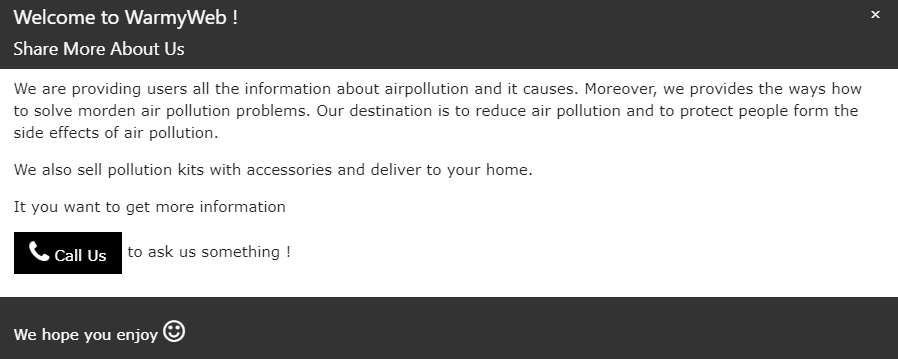 Welcome to WarmyWeb !
Share More About Us
We are providing users all the information about airpollution and it causes. Moreover, we provides the ways how
to solve morden air pollution problems. Our destination is to reduce air pollution and to protect people form the
side effects of air pollution.
We also sell pollution kits with accessories and deliver to your home.
It you want to get more information
Call Us to ask us something !
We hope you enjoy